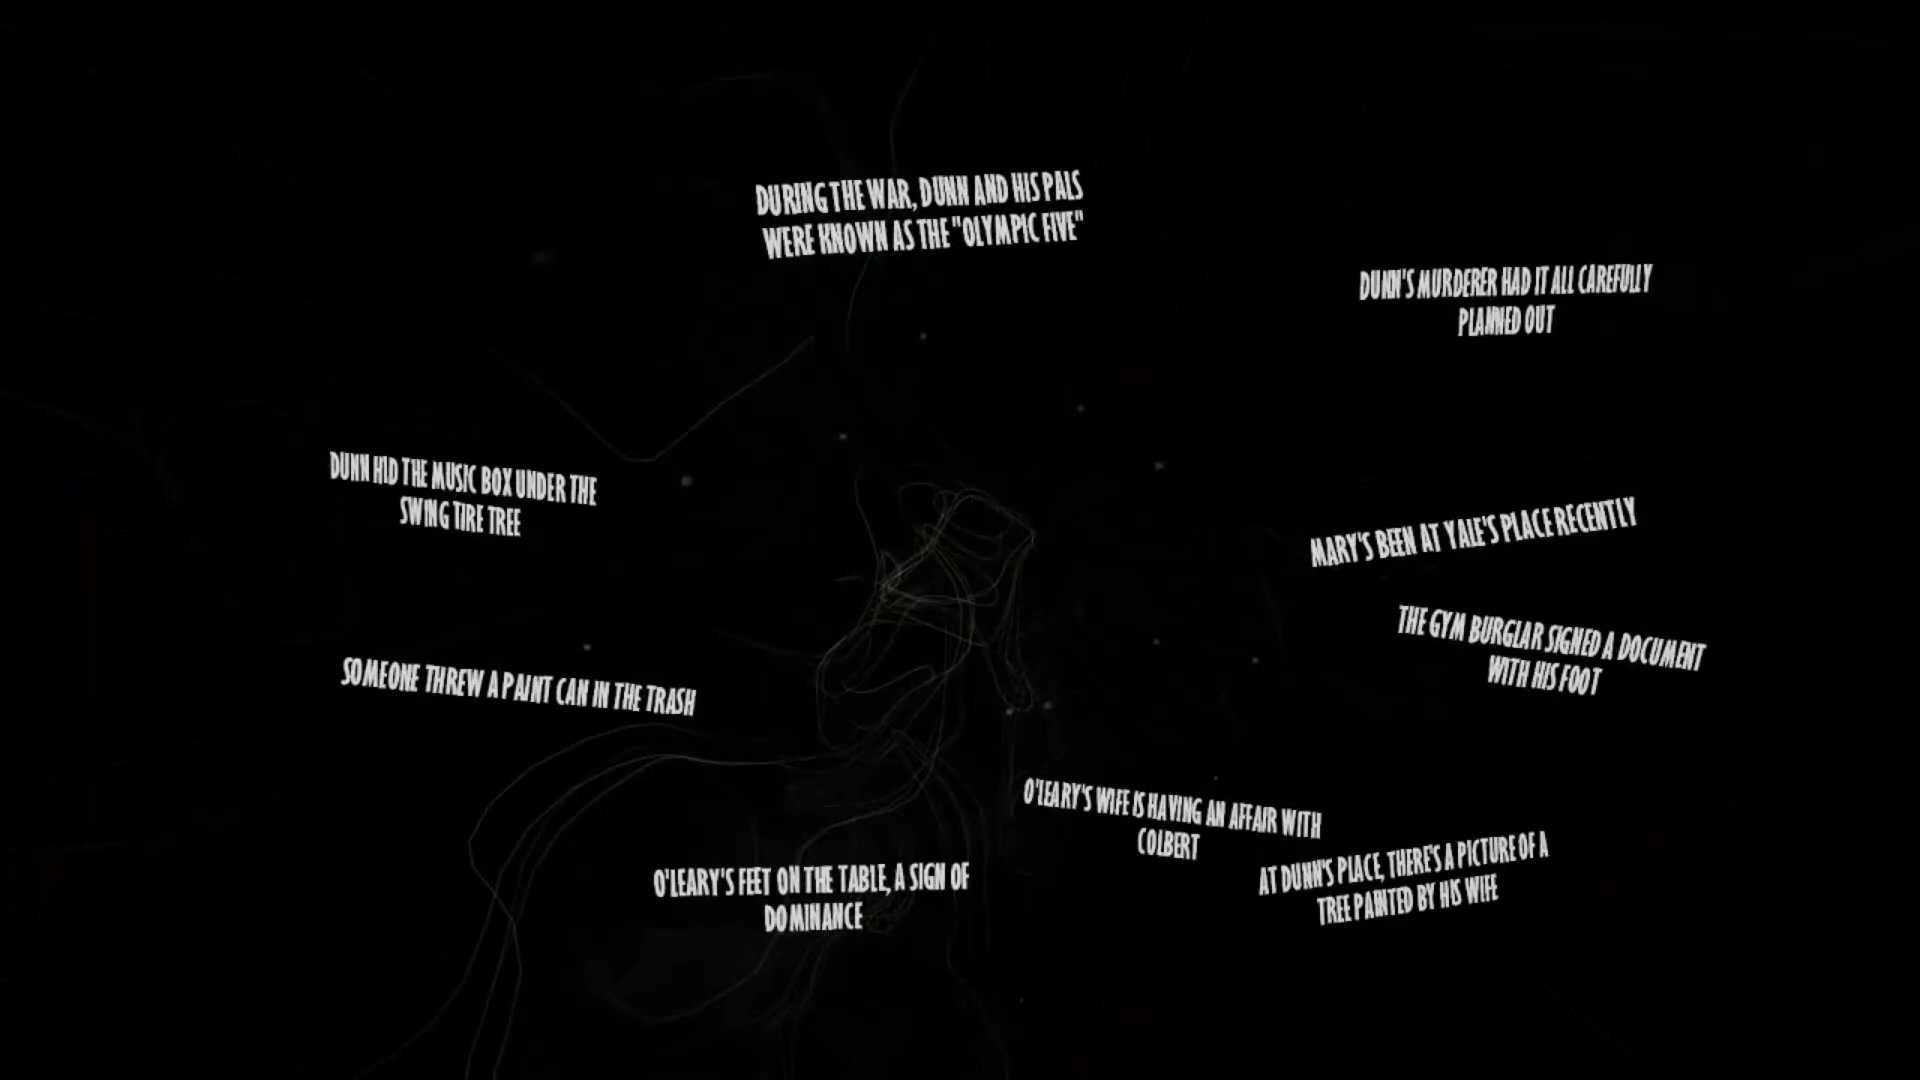 DURING THE WAR, DUNN AND HIS PALS
WERE KNOWN AS THE "OLYMPIC FIVE"
DUNN'S MURDERER HAD IT ALL CAREFULLY
PLANNED OUT
DUNN HID THE MUSIC BOX UNDER THE
SWING TIRE TREE
MARY'S BEEN AT YALE'S PLACE RECENTLY
THE GYM BURGLAR SIGNED A DOCUMENT
WITH HIS FOOT
SOMEONE THREW A PAINT CAN IN THE TRASH
O'LEARY'S WIFE IS HAVING AN AFFAIR WITH
COLBERT
O'LEARY'S FEET ON THE TABLE, A SIGN OF
DOMINANCE
AT DUNN'S PLACE, THERE'S A PICTURE OF A
TREE PAINTED BY HIS WIFE